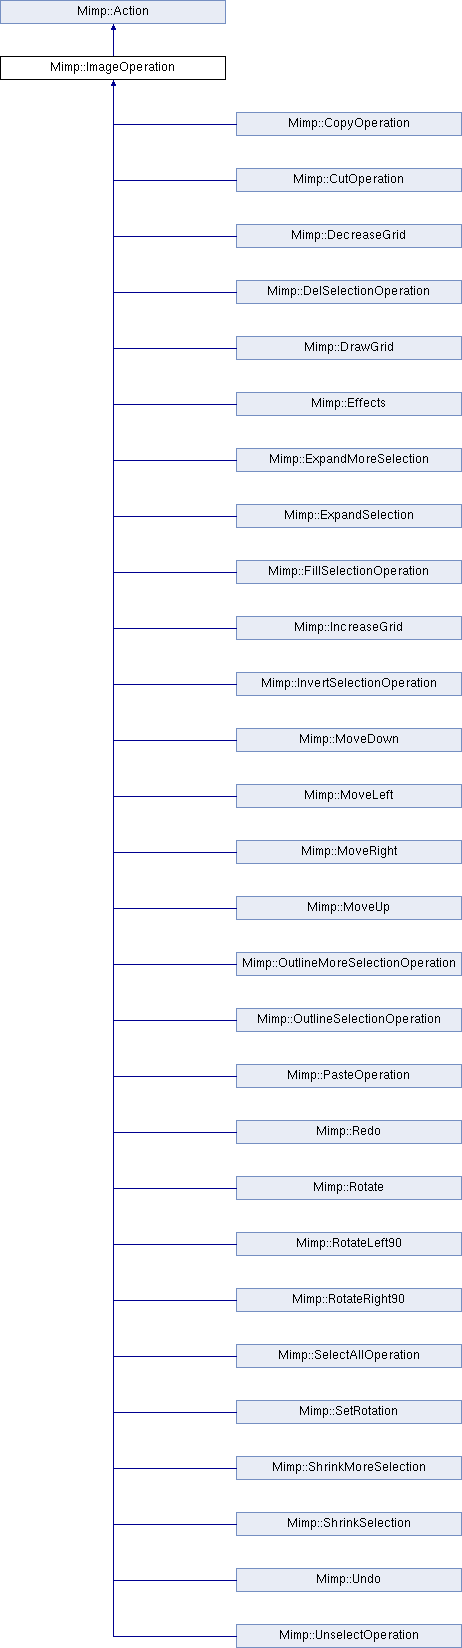 Mimp::Action
Mimp::ImageOperation
Mimp::CopyOperation
Mimp::CutOperation
Mimp::DecreaseGrid
Mimp::DelSelectionOperation
Mimp::DrawGrid
Mimp::Effects
Mimp::ExpandMoreSelection
Mimp::ExpandSelection
Mimp::FillSelectionOperation
Mimp::IncreaseGrid
Mimp::InvertSelectionOperation
Mimp::MoveDown
Mimp::MoveLeft
Mimp::MoveRight
Mimp::MoveUp
Mimp::OutlineMoreSelectionOperation
Mimp::OutlineSelectionOperation
Mimp::PasteOperation
Mimp::Redo
Mimp::Rotate
Mimp::RotateLeft90
Mimp::RotateRight90
Mimp::SelectAllOperation
Mimp::SetRotation
Mimp::ShrinkMoreSelection
Mimp::ShrinkSelection
Mimp::Undo
Mimp::UnselectOperation